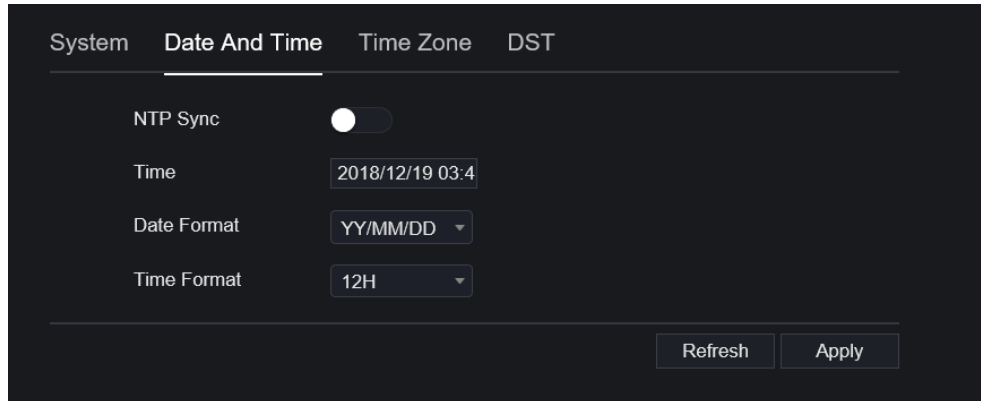 System Date And Time Time Zone DST
NTP Sync
Time 2018/12/19 03:4
Date Format YY/MM/DD
Time Format 12H
Refresh Apply